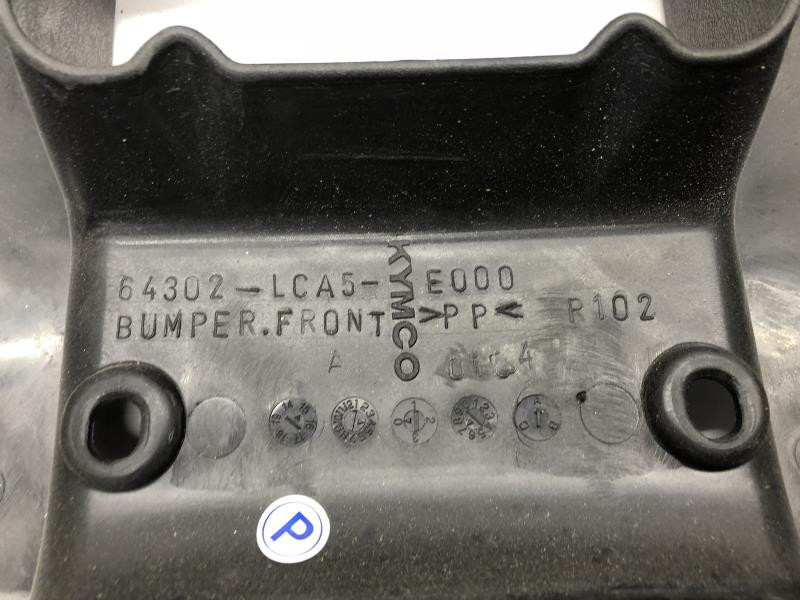 64302-LCA5-E000
KYMCO
BUMPER.FRONT >PP< R102
A
P